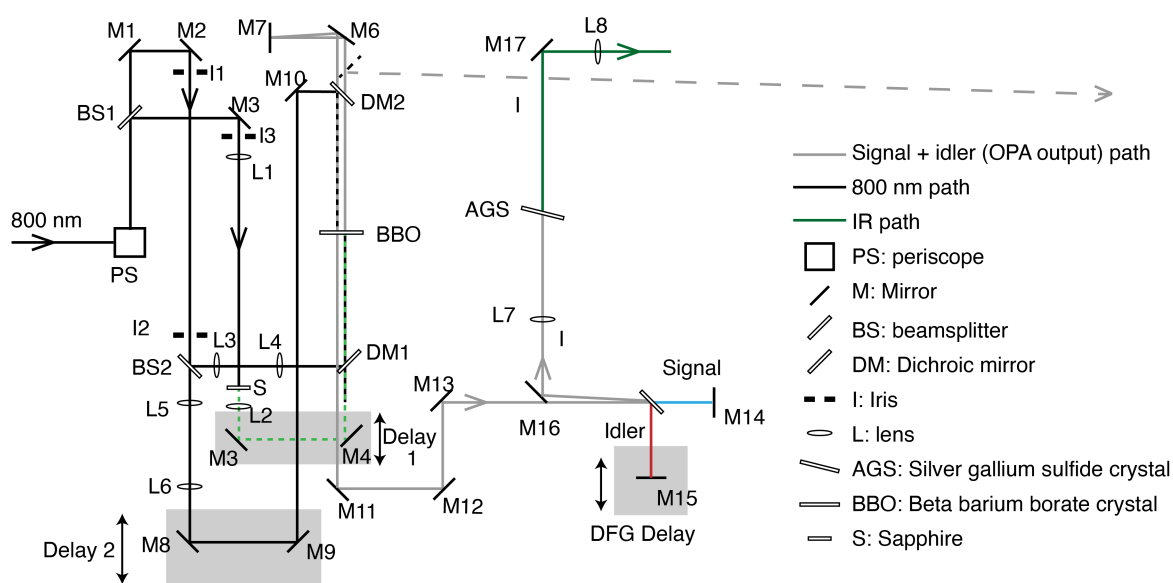 M1
M2
M7
M6
L8
M17
I1
M10
BS1
M3
DM2
I
I3
L1
Signal + idler (OPA output) path
800 nm path
AGS
800 nm
BBO
IR path
PS
PS: periscope
M: Mirror
L7
I2
L3
L4
I
BS: beamsplitter
BS2
DM1
DM: Dichroic mirror
S
M13
Signal
I: Iris
L5
L2
M16
M14
L: lens
M3
M4
Delay
1
Idler
AGS: Silver gallium sulfide crystal
L6
M11
M12
M15
BBO: Beta barium borate crystal
DFG Delay
S: Sapphire
Delay 2
M8
M9